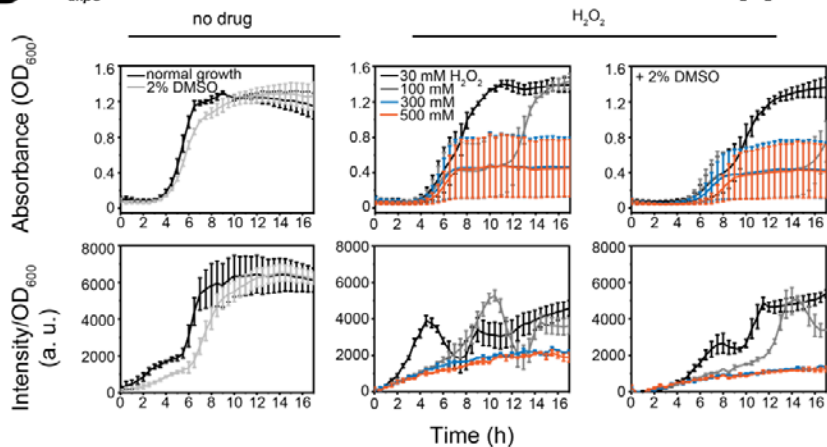 no drug
H₂O₂
Absorbance (OD₆₀₀)
1.6
1.2
0.8
0.4
0
normal growth
2% DMSO
0 2 4 6 8 10 12 14 16
1.6
1.2
0.8
0.4
0
30 mM H₂O₂
100 mM
300 mM
500 mM
0 2 4 6 8 10 12 14 16
1.6
1.2
0.8
0.4
0
+ 2% DMSO
0 2 4 6 8 10 12 14 16
Intensity/OD₆₀₀
(a. u.)
8000
6000
4000
2000
0
0 2 4 6 8 10 12 14 16
8000
6000
4000
2000
0
0 2 4 6 8 10 12 14 16
8000
6000
4000
2000
0
0 2 4 6 8 10 12 14 16
Time (h)